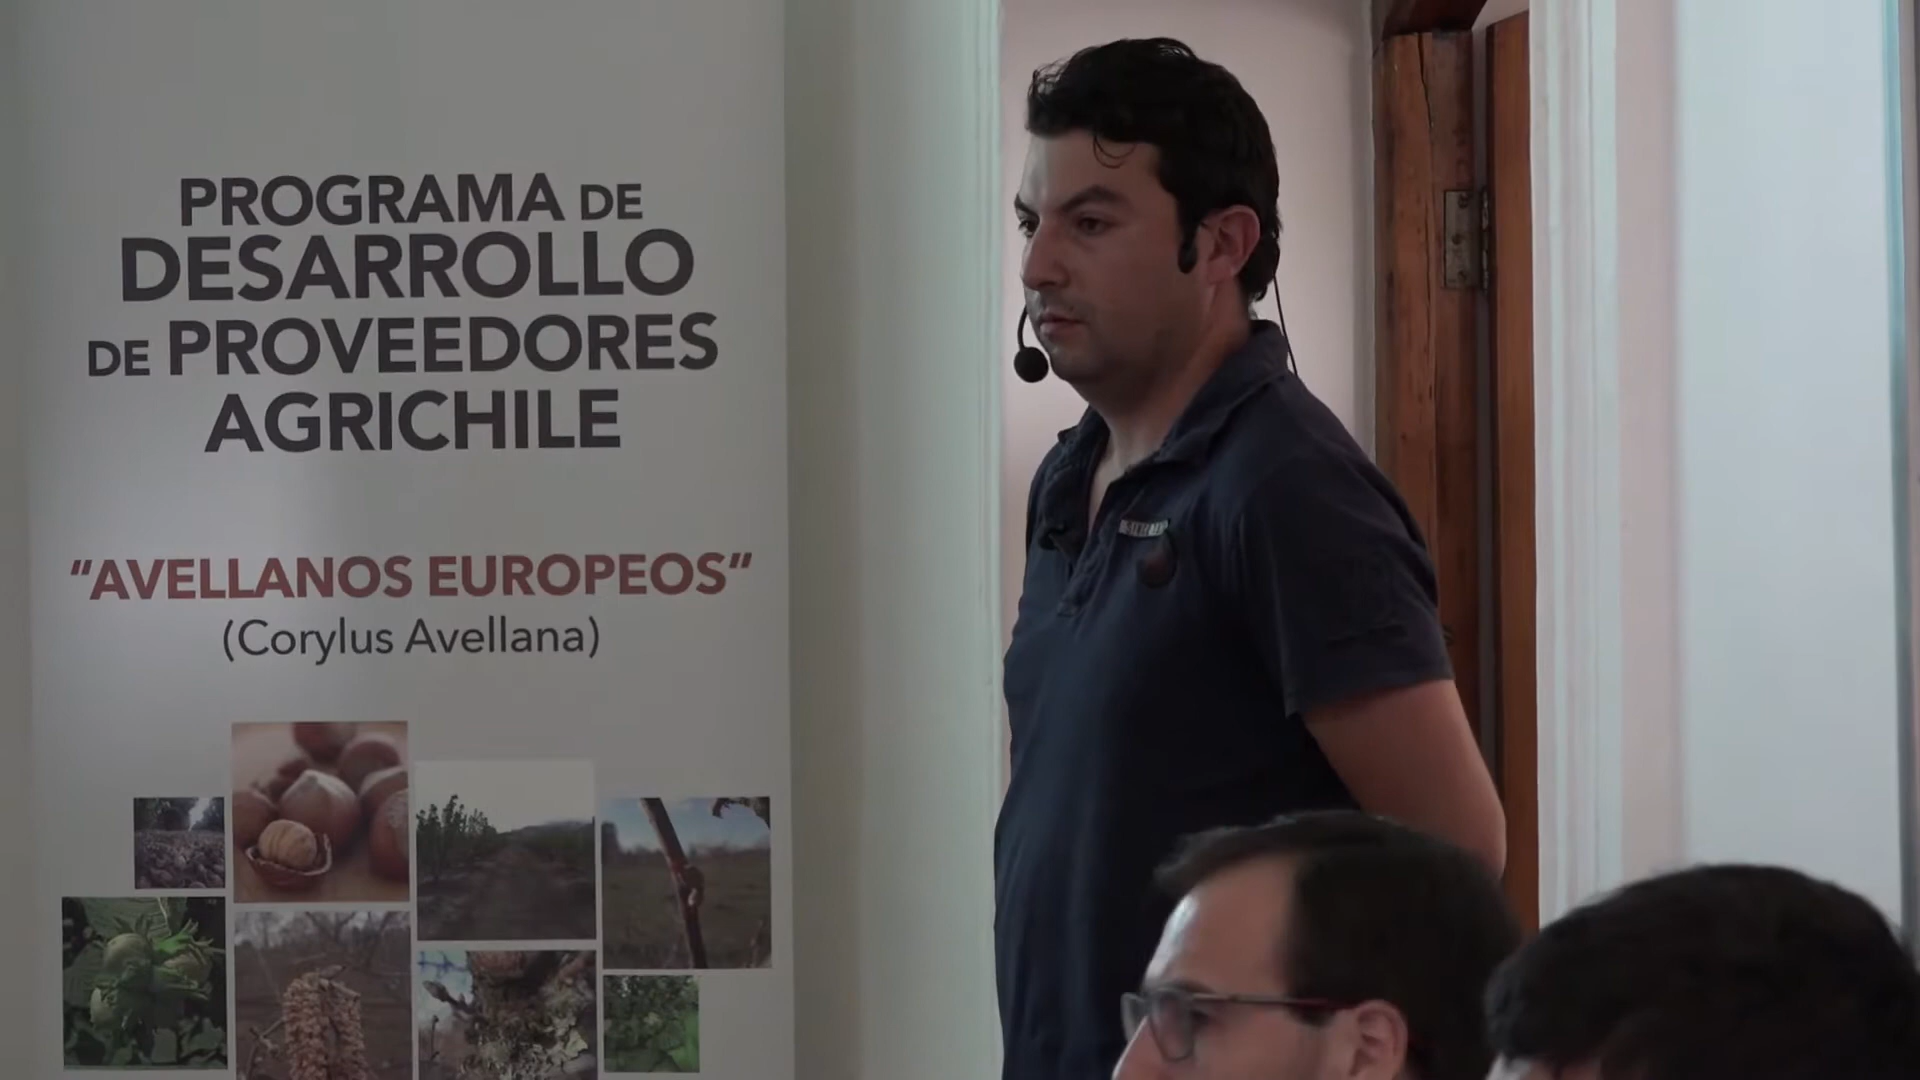 PROGRAMA DE
DESARROLLO
DE PROVEEDORES
AGRICHILE
"AVELLANOS EUROPEOS"
(Corylus Avellana)